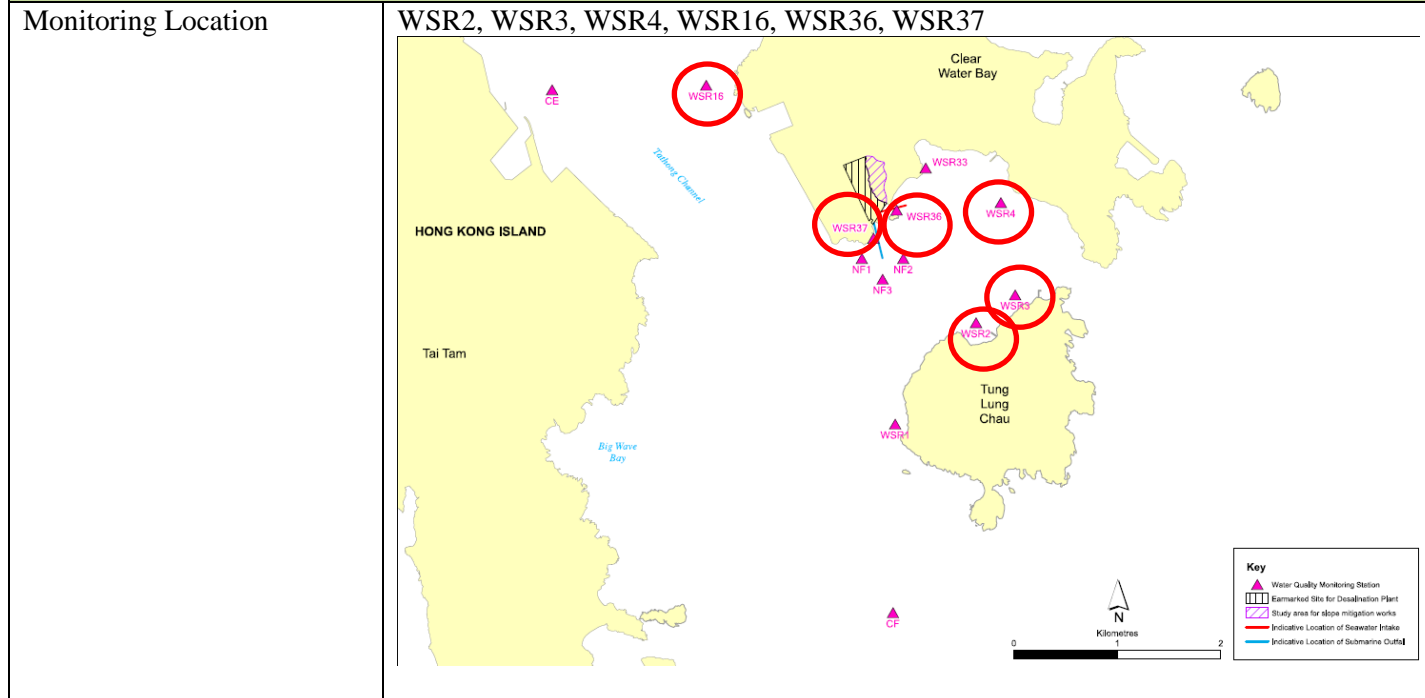 Monitoring Location
WSR2, WSR3, WSR4, WSR16, WSR36, WSR37
Clear
Water Bay
CE
WSR16
Tathong Channel
WSR33
WSR4
WSR36
WSR37
HONG KONG ISLAND
NF1
NF2
NF3
WSR3
WSR2
Tai Tam
Tung
Lung
Chau
WSR1
Big Wave
Bay
CF
N
Kilometres
0 1 2
Key
Water Quality Monitoring Station
Earmarked Site for Desalination Plant
Study area for slope mitigation works
Indicative Location of Seawater Intake
Indicative Location of Submarine Outfall